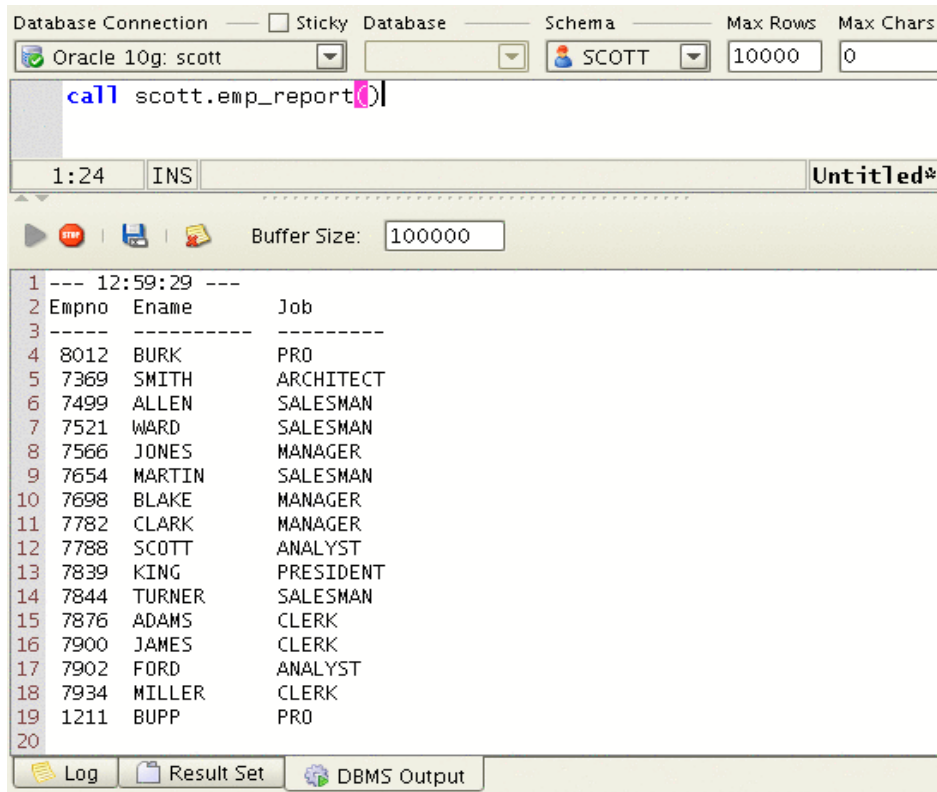 Database Connection Sticky Database Schema Max Rows Max Chars
Oracle 10g: scott SCOTT 10000 0
call scott.emp_report()
1:24 INS Untitled*
STOP Buffer Size: 100000
1 --- 12:59:29 ---
2 Empno Ename Job
3 ----- ---------- ---------
4 8012 BURK PRO
5 7369 SMITH ARCHITECT
6 7499 ALLEN SALESMAN
7 7521 WARD SALESMAN
8 7566 JONES MANAGER
9 7654 MARTIN SALESMAN
10 7698 BLAKE MANAGER
11 7782 CLARK MANAGER
12 7788 SCOTT ANALYST
13 7839 KING PRESIDENT
14 7844 TURNER SALESMAN
15 7876 ADAMS CLERK
16 7900 JAMES CLERK
17 7902 FORD ANALYST
18 7934 MILLER CLERK
19 1211 BUPP PRO
20
Log Result Set DBMS Output